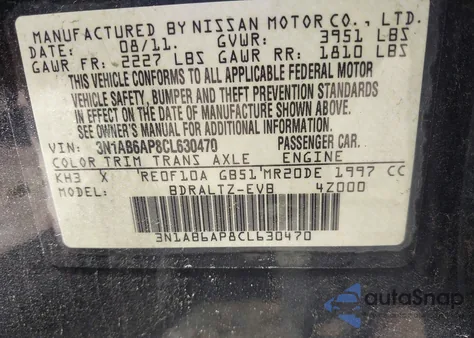 MANUFACTURED BY NISSAN MOTOR CO., LTD.
DATE: 08/11. GVWR: 3951 LBS
GAWR FR: 2227 LBS GAWR RR: 1810 LBS
THIS VEHICLE CONFORMS TO ALL APPLICABLE FEDERAL MOTOR
VEHICLE SAFETY, BUMPER AND THEFT PREVENTION STANDARDS
IN EFFECT ON THE DATE OF MANUFACTURE SHOWN ABOVE.
SEE OWNER'S MANUAL FOR ADDITIONAL INFORMATION.
VIN: 3N1AB6AP8CL630470 PASSENGER CAR.
COLOR TRIM TRANS AXLE ENGINE
KH3 X 'RE0F10A GB51'MR20DE 1997 CC
MODEL: BDRALTZ-EVB 4Z000
3N1AB6AP8CL630470
autoSnap